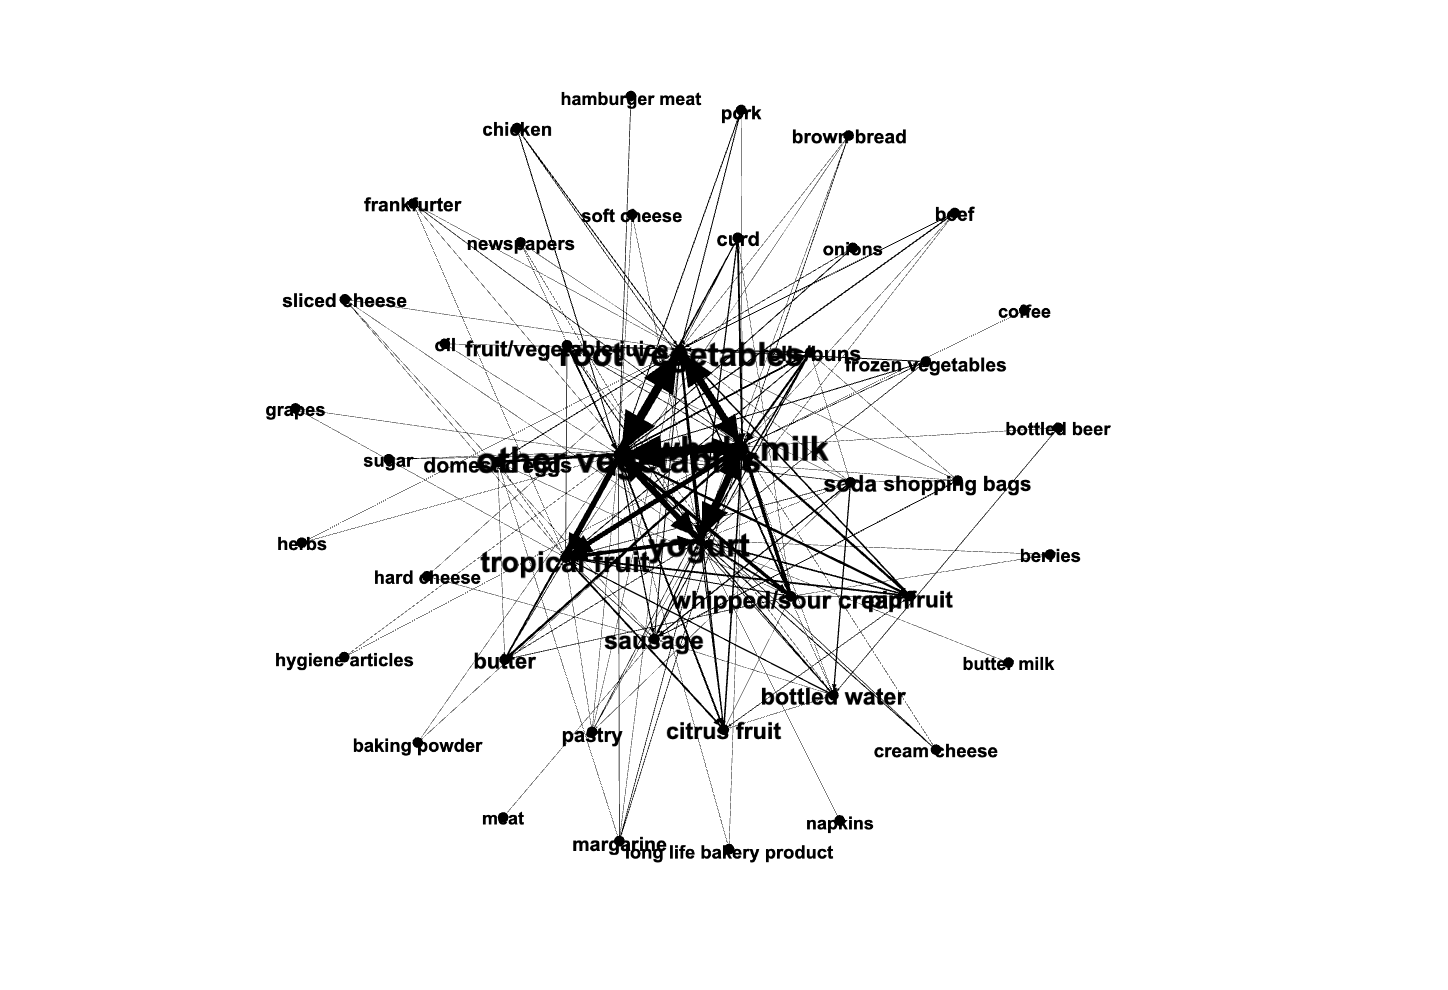 hamburger meat
pork
chicken
brown bread
frankfurter
soft cheese
beef
newspapers
curd
onions
sliced cheese
coffee
oil
fruit/vegetable juice
root vegetables
rolls/buns
frozen vegetables
grapes
bottled beer
sugar
domestic eggs
other vegetables
whole milk
soda
shopping bags
herbs
yogurt
berries
tropical fruit
hard cheese
whipped/sour cream
pip fruit
sausage
hygiene articles
butter
butter milk
bottled water
citrus fruit
pastry
baking powder
cream cheese
meat
napkins
margarine
long life bakery product